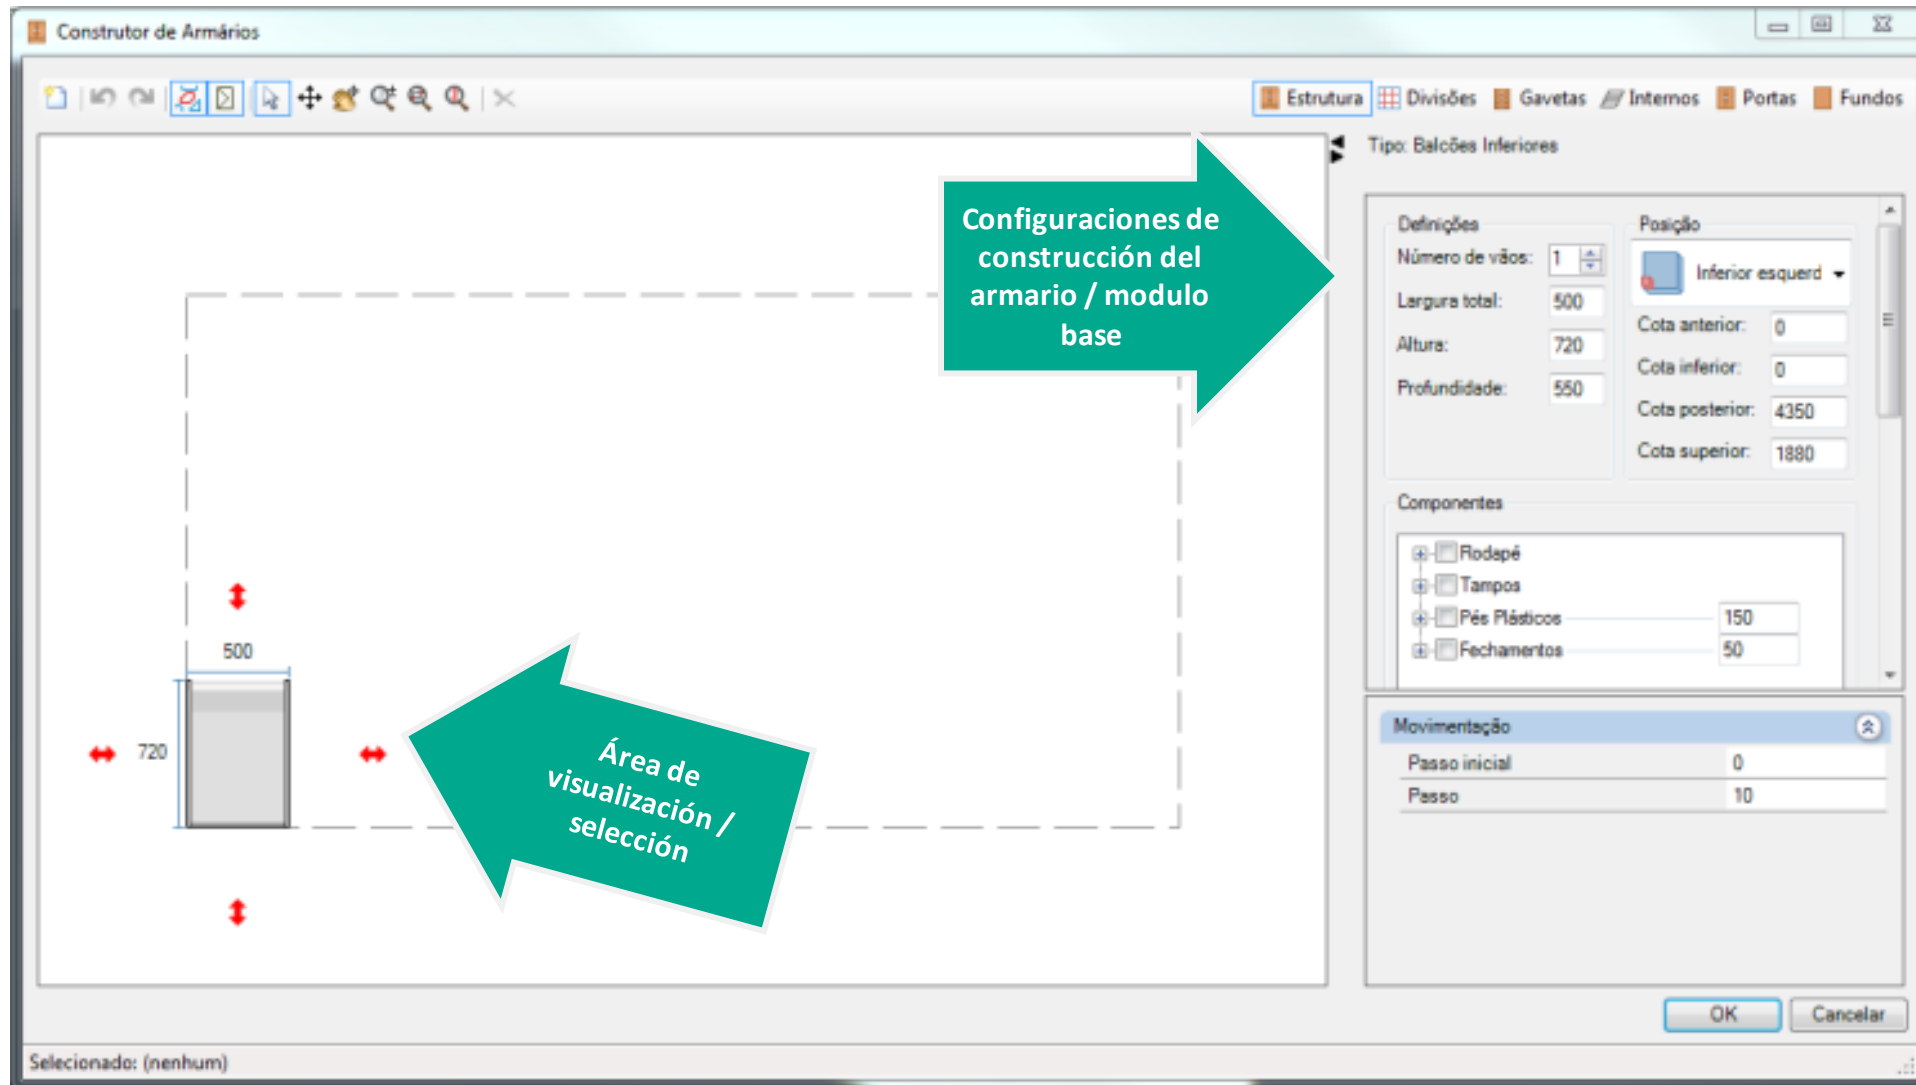 Construtor de Armários
Estrutura Divisões Gavetas Internos Portas Fundos
Tipo: Balcões Inferiores
Configuraciones de
construcción del
armario / modulo
base
Definições
Número de vãos: 1
Largura total: 500
Altura: 720
Profundidade: 550
Posição
Inferior esquerd
Cota anterior: 0
Cota inferior: 0
Cota posterior: 4350
Cota superior: 1880
Componentes
Rodapé
Tampos
Pés Plásticos 150
Fechamentos 50
500
720
Área de
visualización /
selección
Movimentação
Passo inicial 0
Passo 10
OK Cancelar
Selecionado: (nenhum)